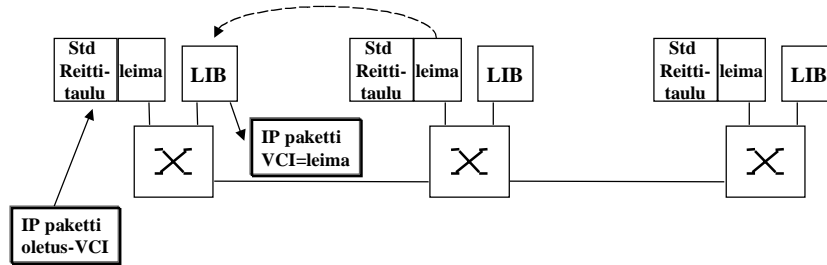 Std
Reitti-
taulu
leima
LIB
Std
Reitti-
taulu
leima
LIB
Std
Reitti-
taulu
leima
LIB
IP paketti
VCI=leima
IP paketti
oletus-VCI